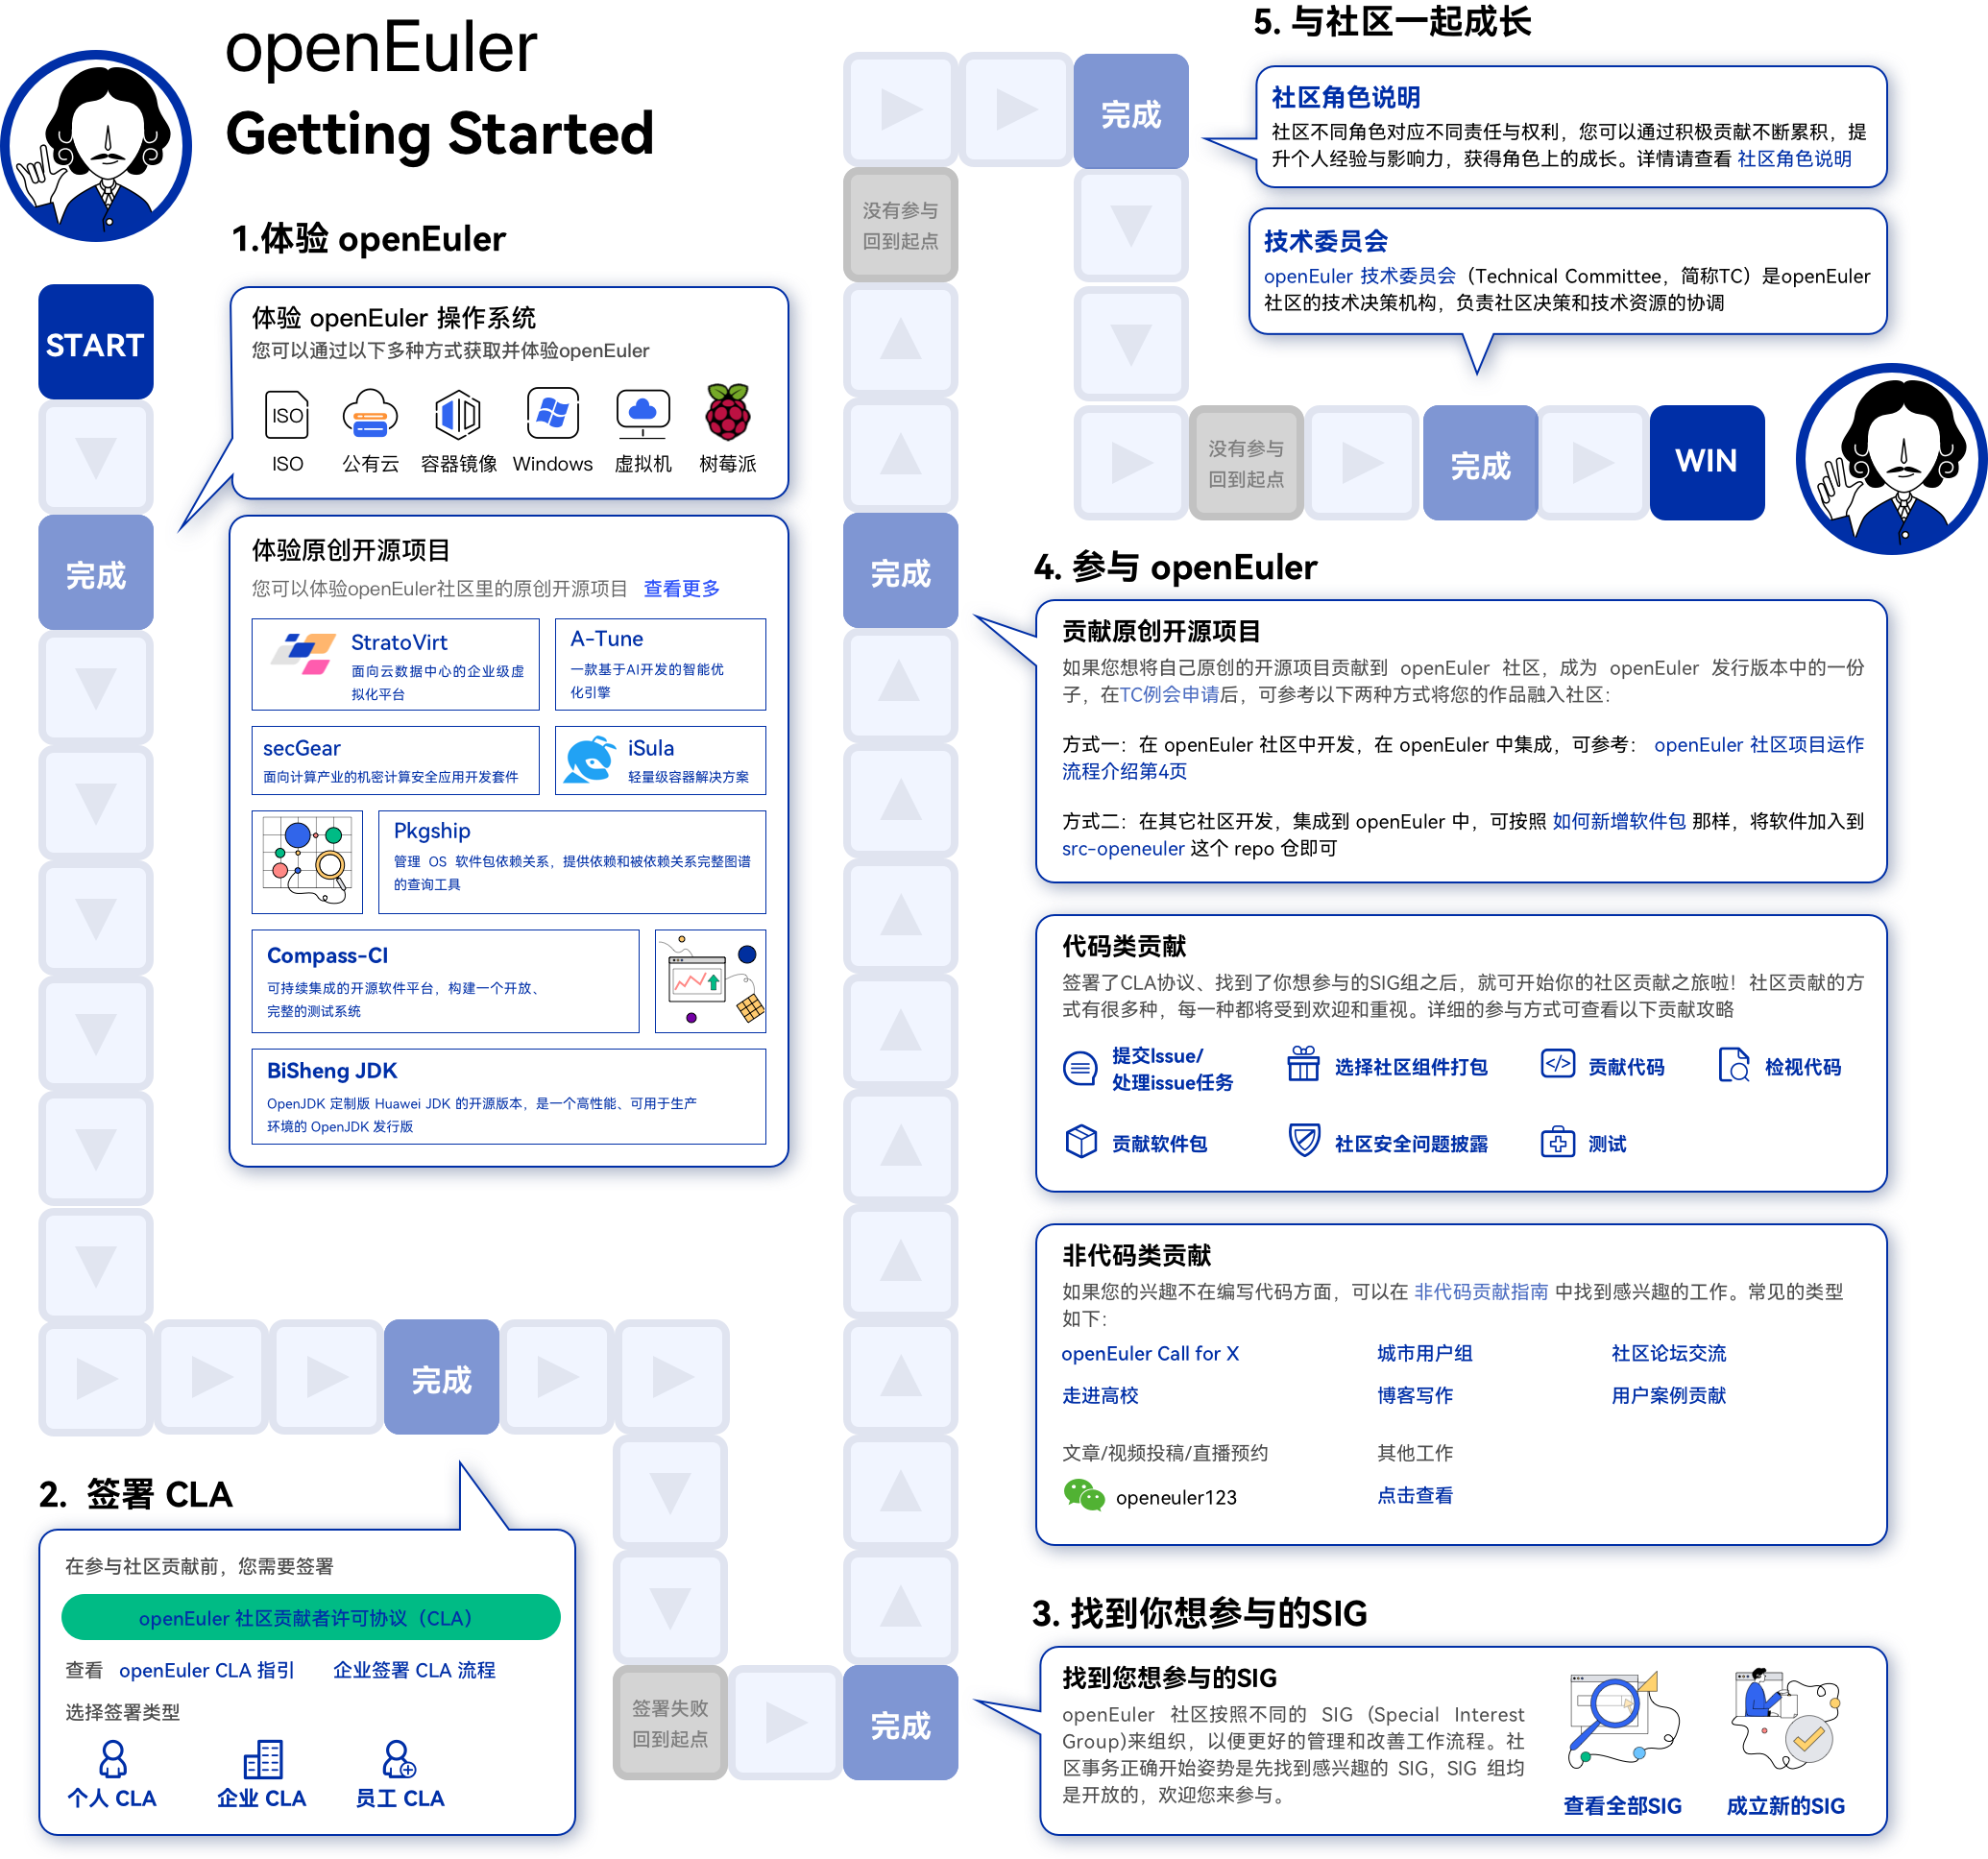 openEuler
Getting Started
1.体验 openEuler
START
体验 openEuler 操作系统
您可以通过以下多种方式获取并体验openEuler
ISO
ISO
公有云
容器镜像
Windows
虚拟机
树莓派
完成
体验原创开源项目
您可以体验openEuler社区里的原创开源项目 查看更多
StratoVirt
面向云数据中心的企业级虚
拟化平台
A-Tune
一款基于AI开发的智能优
化引擎
secGear
面向计算产业的机密计算安全应用开发套件
iSula
轻量级容器解决方案
Pkgship
管理 OS 软件包依赖关系，提供依赖和被依赖关系完整图谱
的查询工具
Compass-CI
可持续集成的开源软件平台，构建一个开放、
完整的测试系统
BiSheng JDK
OpenJDK 定制版 Huawei JDK 的开源版本，是一个高性能、可用于生产
环境的 OpenJDK 发行版
完成
2. 签署 CLA
在参与社区贡献前，您需要签署
openEuler 社区贡献者许可协议（CLA）
查看 openEuler CLA 指引 企业签署 CLA 流程
选择签署类型
个人 CLA
企业 CLA
员工 CLA
签署失败
回到起点
完成
3. 找到你想参与的SIG
找到您想参与的SIG
openEuler 社区按照不同的 SIG（Special Interest
Group)来组织，以便更好的管理和改善工作流程。社
区事务正确开始姿势是先找到感兴趣的 SIG，SIG 组均
是开放的，欢迎您来参与。
查看全部SIG
成立新的SIG
完成
4. 参与 openEuler
贡献原创开源项目
如果您想将自己原创的开源项目贡献到 openEuler 社区，成为 openEuler 发行版本中的一份
子，在TC例会申请后，可参考以下两种方式将您的作品融入社区：
方式一：在 openEuler 社区中开发，在 openEuler 中集成，可参考： openEuler 社区项目运作
流程介绍第4页
方式二：在其它社区开发，集成到 openEuler 中，可按照 如何新增软件包 那样，将软件加入到
src-openeuler 这个 repo 仓即可
代码类贡献
签署了CLA协议、找到了你想参与的SIG组之后，就可开始你的社区贡献之旅啦！社区贡献的方
式有很多种，每一种都将受到欢迎和重视。详细的参与方式可查看以下贡献攻略
提交Issue/
处理issue任务
选择社区组件打包
贡献代码
检视代码
贡献软件包
社区安全问题披露
测试
非代码类贡献
如果您的兴趣不在编写代码方面，可以在 非代码贡献指南 中找到感兴趣的工作。常见的类型
如下：
openEuler Call for X
城市用户组
社区论坛交流
走进高校
博客写作
用户案例贡献
文章/视频投稿/直播预约
其他工作
openeuler123
点击查看
没有参与
回到起点
完成
5. 与社区一起成长
社区角色说明
社区不同角色对应不同责任与权利，您可以通过积极贡献不断累积，提
升个人经验与影响力，获得角色上的成长。详情请查看 社区角色说明
技术委员会
openEuler 技术委员会（Technical Committee，简称TC）是openEuler
社区的技术决策机构，负责社区决策和技术资源的协调
没有参与
回到起点
完成
WIN